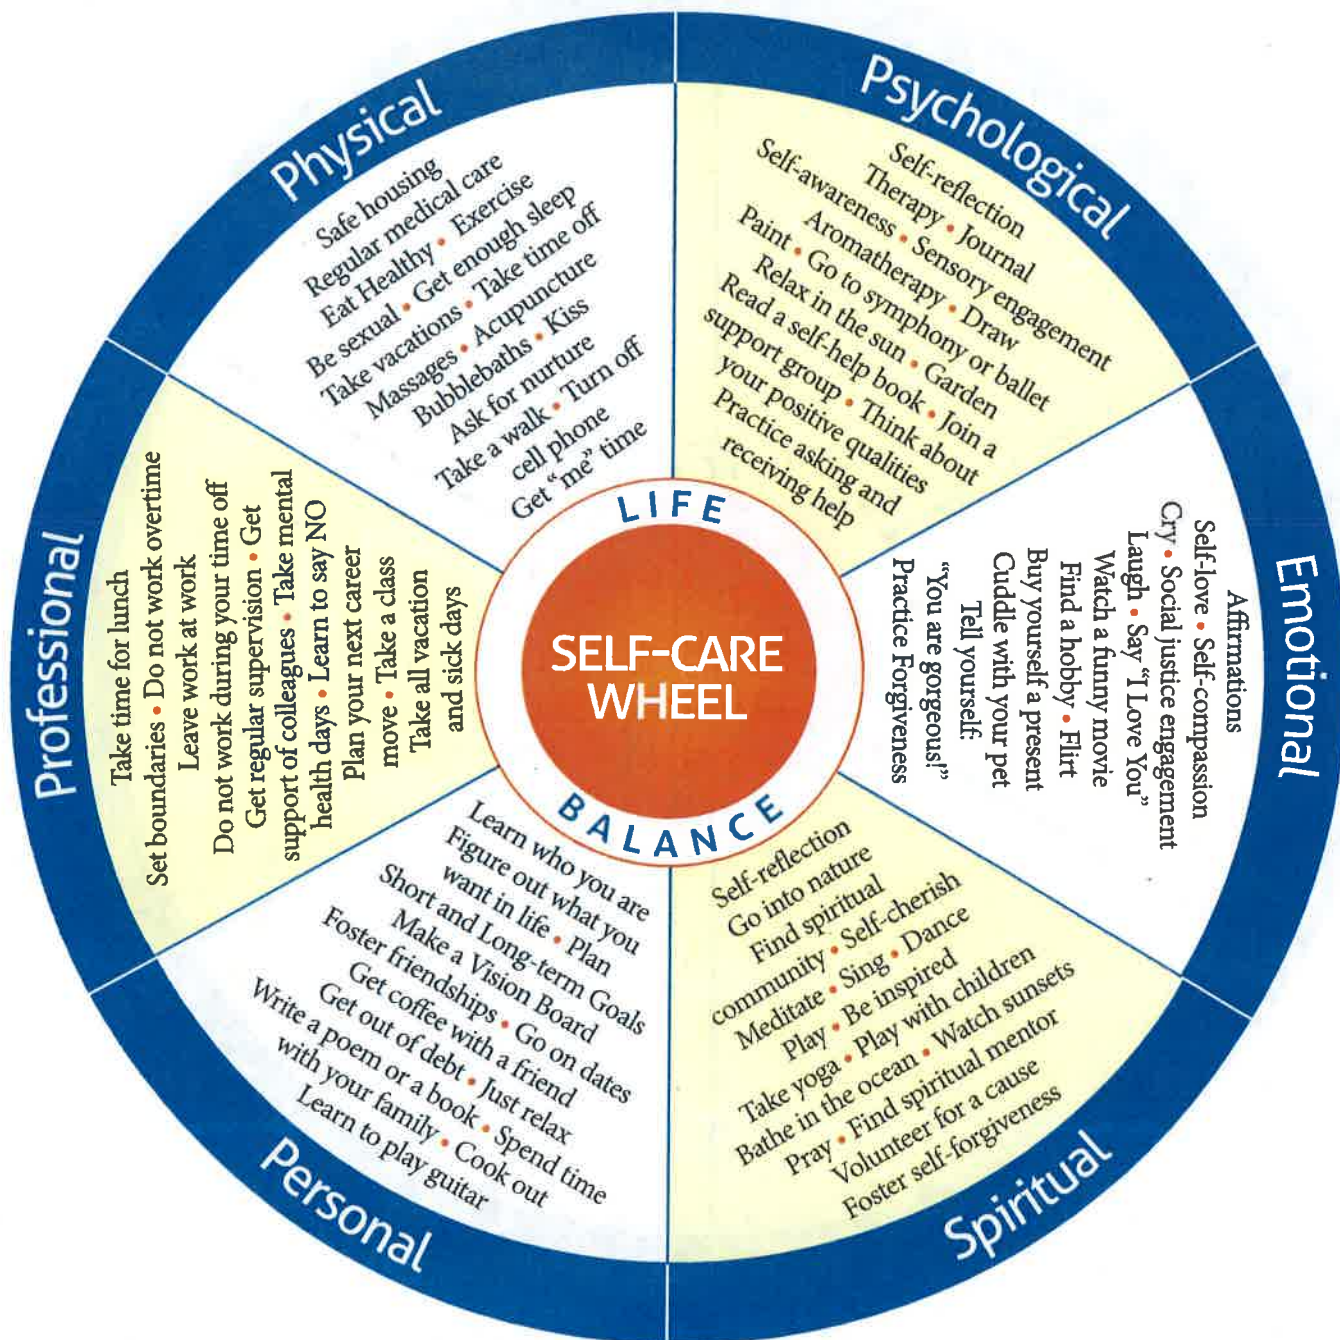 Physical
Safe housing
Regular medical care
Eat Healthy • Exercise
Be sexual • Get enough sleep
Take vacations • Take time off
Massages • Acupuncture
Bubblebaths • Kiss
Ask for nurture
Take a walk • Turn off
cell phone
Get “me” time
Psychological
Self-reflection
Therapy • Journal
Self-awareness • Sensory engagement
Aromatherapy • Draw
Paint • Go to symphony or ballet
Relax in the sun • Garden
Read a self-help book • Join a
support group • Think about
your positive qualities
Practice asking and
receiving help
Emotional
Affirmations
Self-love • Self-compassion
Cry • Social justice engagement
Laugh • Say “I Love You”
Watch a funny movie
Find a hobby • Flirt
Buy yourself a present
Cuddle with your pet
Tell yourself:
“You are gorgeous!”
Practice Forgiveness
Spiritual
Self-reflection
Go into nature
Find spiritual
community • Self-cherish
Meditate • Sing • Dance
Play • Be inspired
Take yoga • Play with children
Bathe in the ocean • Watch sunsets
Pray • Find spiritual mentor
Volunteer for a cause
Foster self-forgiveness
Personal
Learn who you are
Figure out what you
want in life • Plan
Short and Long-term Goals
Make a Vision Board
Foster friendships • Go on dates
Get coffee with a friend
Get out of debt • Just relax
Write a poem or a book • Spend time
with your family • Cook out
Learn to play guitar
Professional
Take time for lunch
Set boundaries • Do not work overtime
Leave work at work
Do not work during your time off
Get regular supervision • Get
support of colleagues • Take mental
health days • Learn to say NO
Plan your next career
move • Take a class
Take all vacation
and sick days
LIFE
SELF-CARE
WHEEL
BALANCE